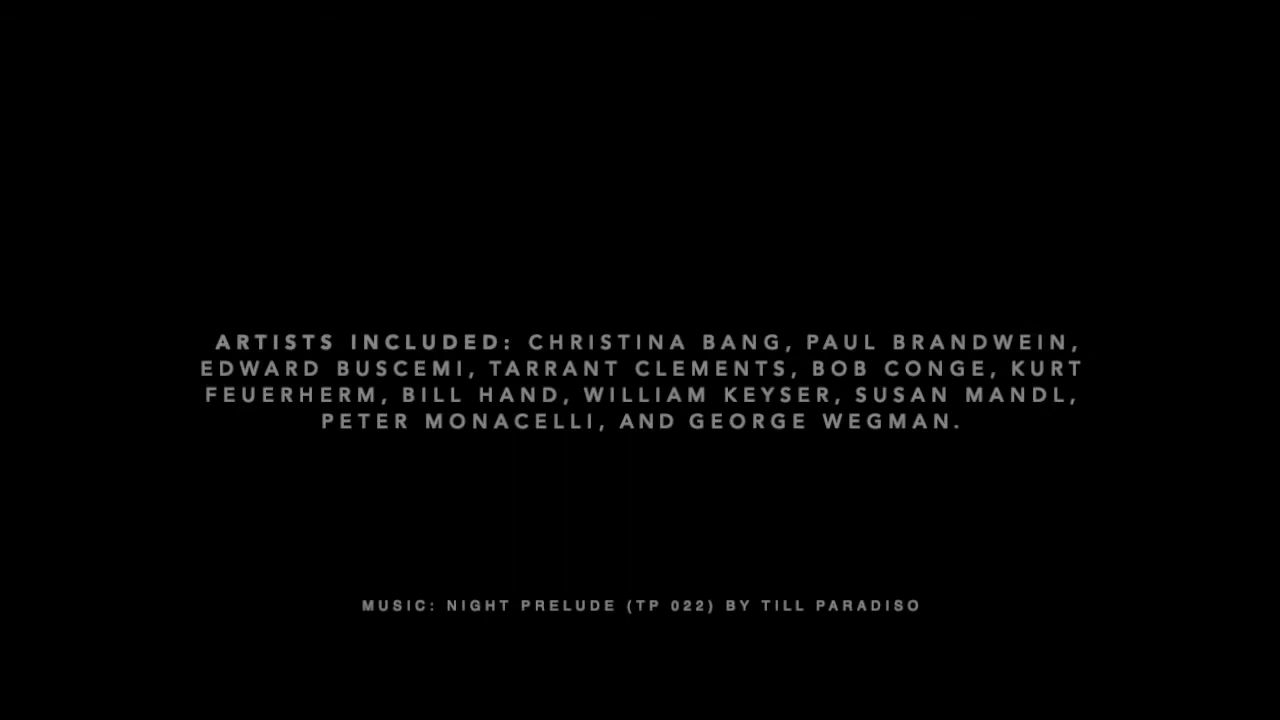 ARTISTS INCLUDED: CHRISTINA BANG, PAUL BRANDWEIN,
EDWARD BUSCEMI, TARRANT CLEMENTS, BOB CONGE, KURT
FEUERHERM, BILL HAND, WILLIAM KEYSER, SUSAN MANDL,
PETER MONACELLI, AND GEORGE WEGMAN.
MUSIC: NIGHT PRELUDE (TP 022) BY TILL PARADISO